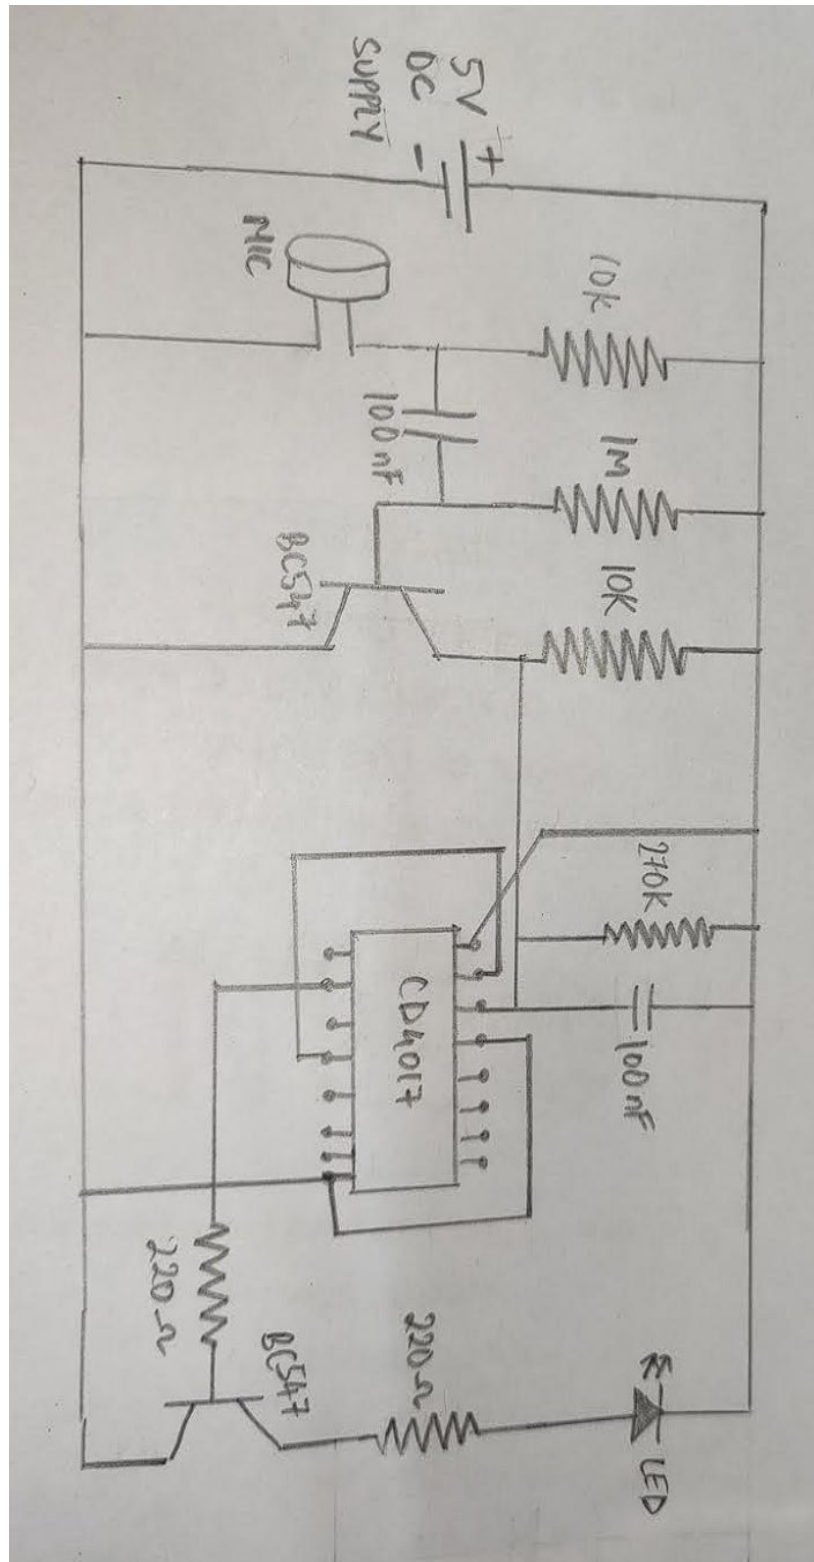 5V
DC
SUPPLY
+
-
MIC
10K
100nF
1M
BC547
10K
270K
CD4017
100nF
220Ω
BC547
220Ω
LED